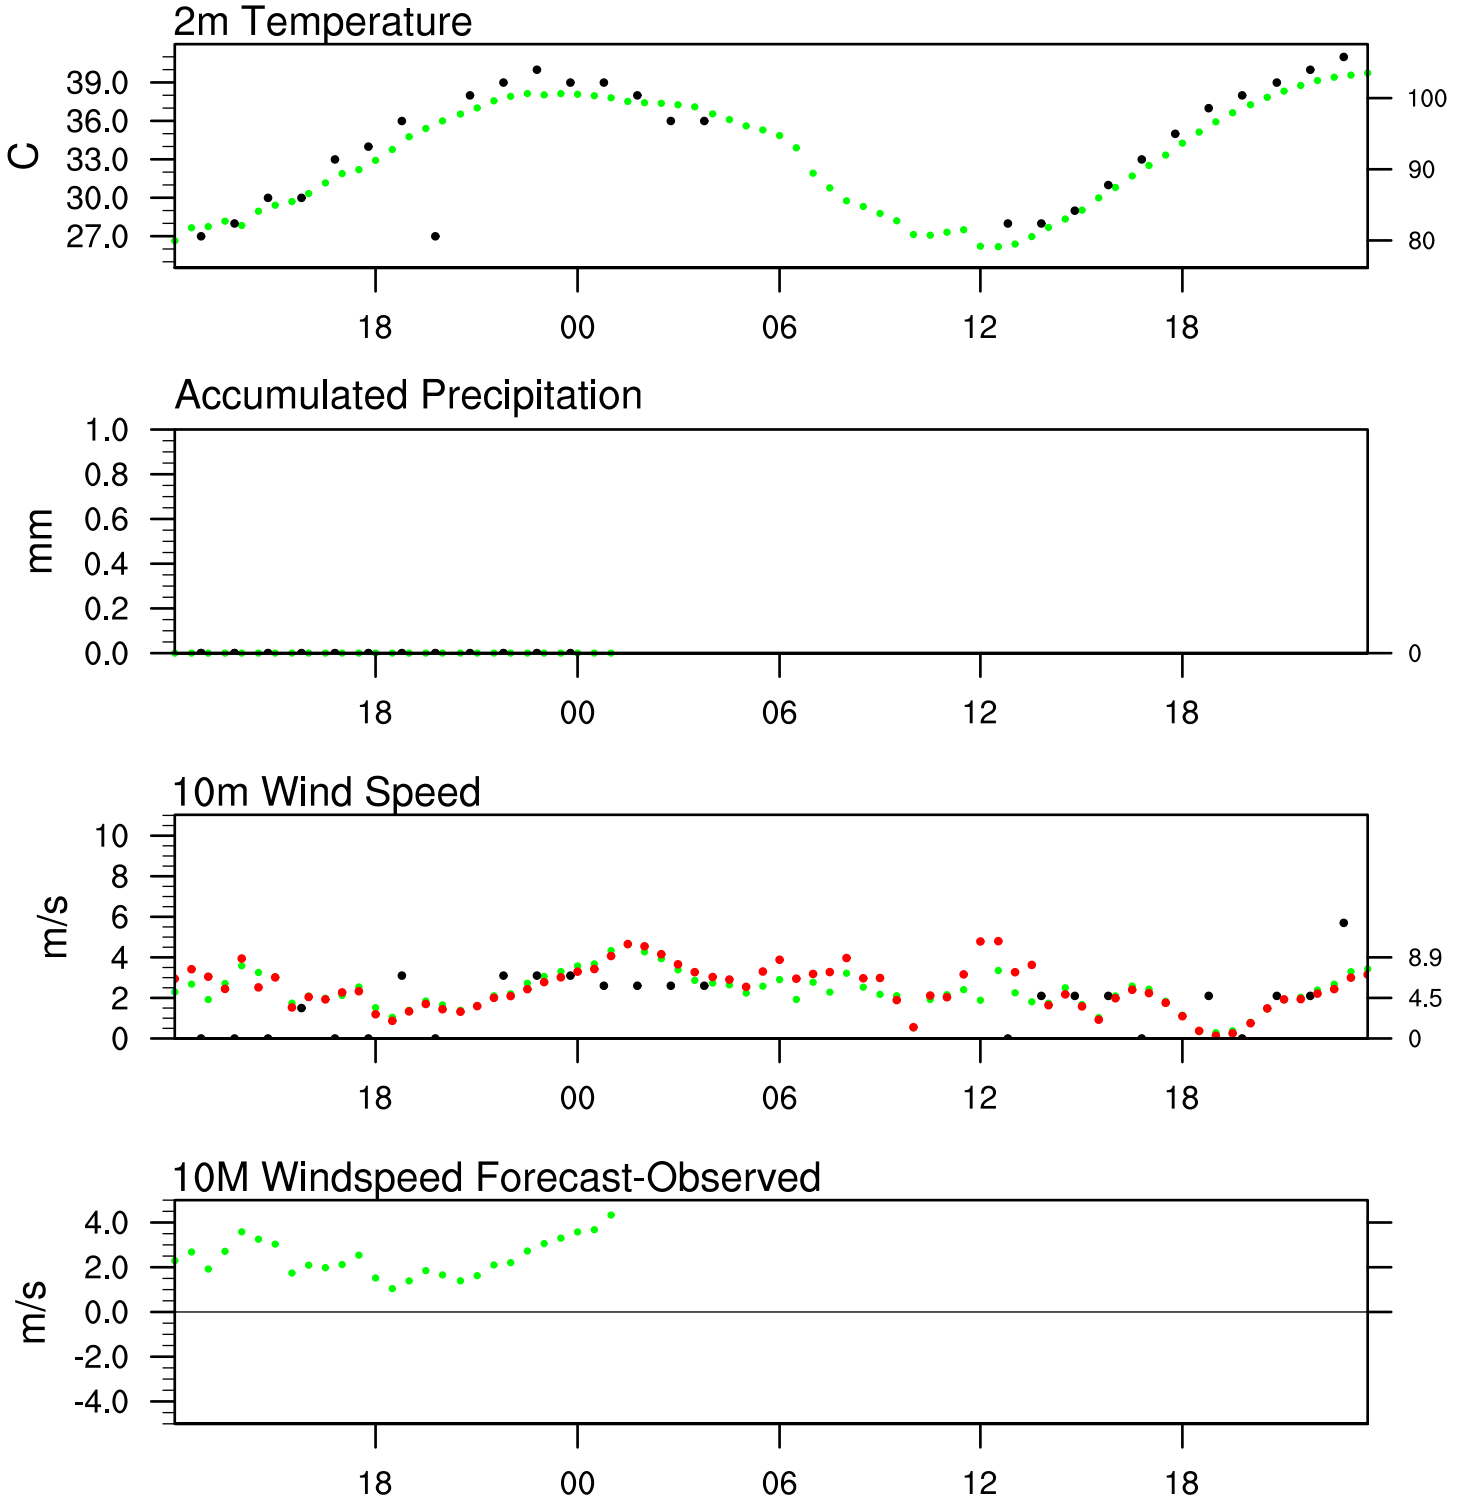 2m Temperature
C
39.0
36.0
33.0
30.0
27.0
100
90
80
18 00 06 12 18
Accumulated Precipitation
mm
1.0
0.8
0.6
0.4
0.2
0.0
0
18 00 06 12 18
10m Wind Speed
m/s
10
8
6
4
2
0
8.9
4.5
0
18 00 06 12 18
10M Windspeed Forecast-Observed
m/s
4.0
2.0
0.0
-2.0
-4.0
18 00 06 12 18